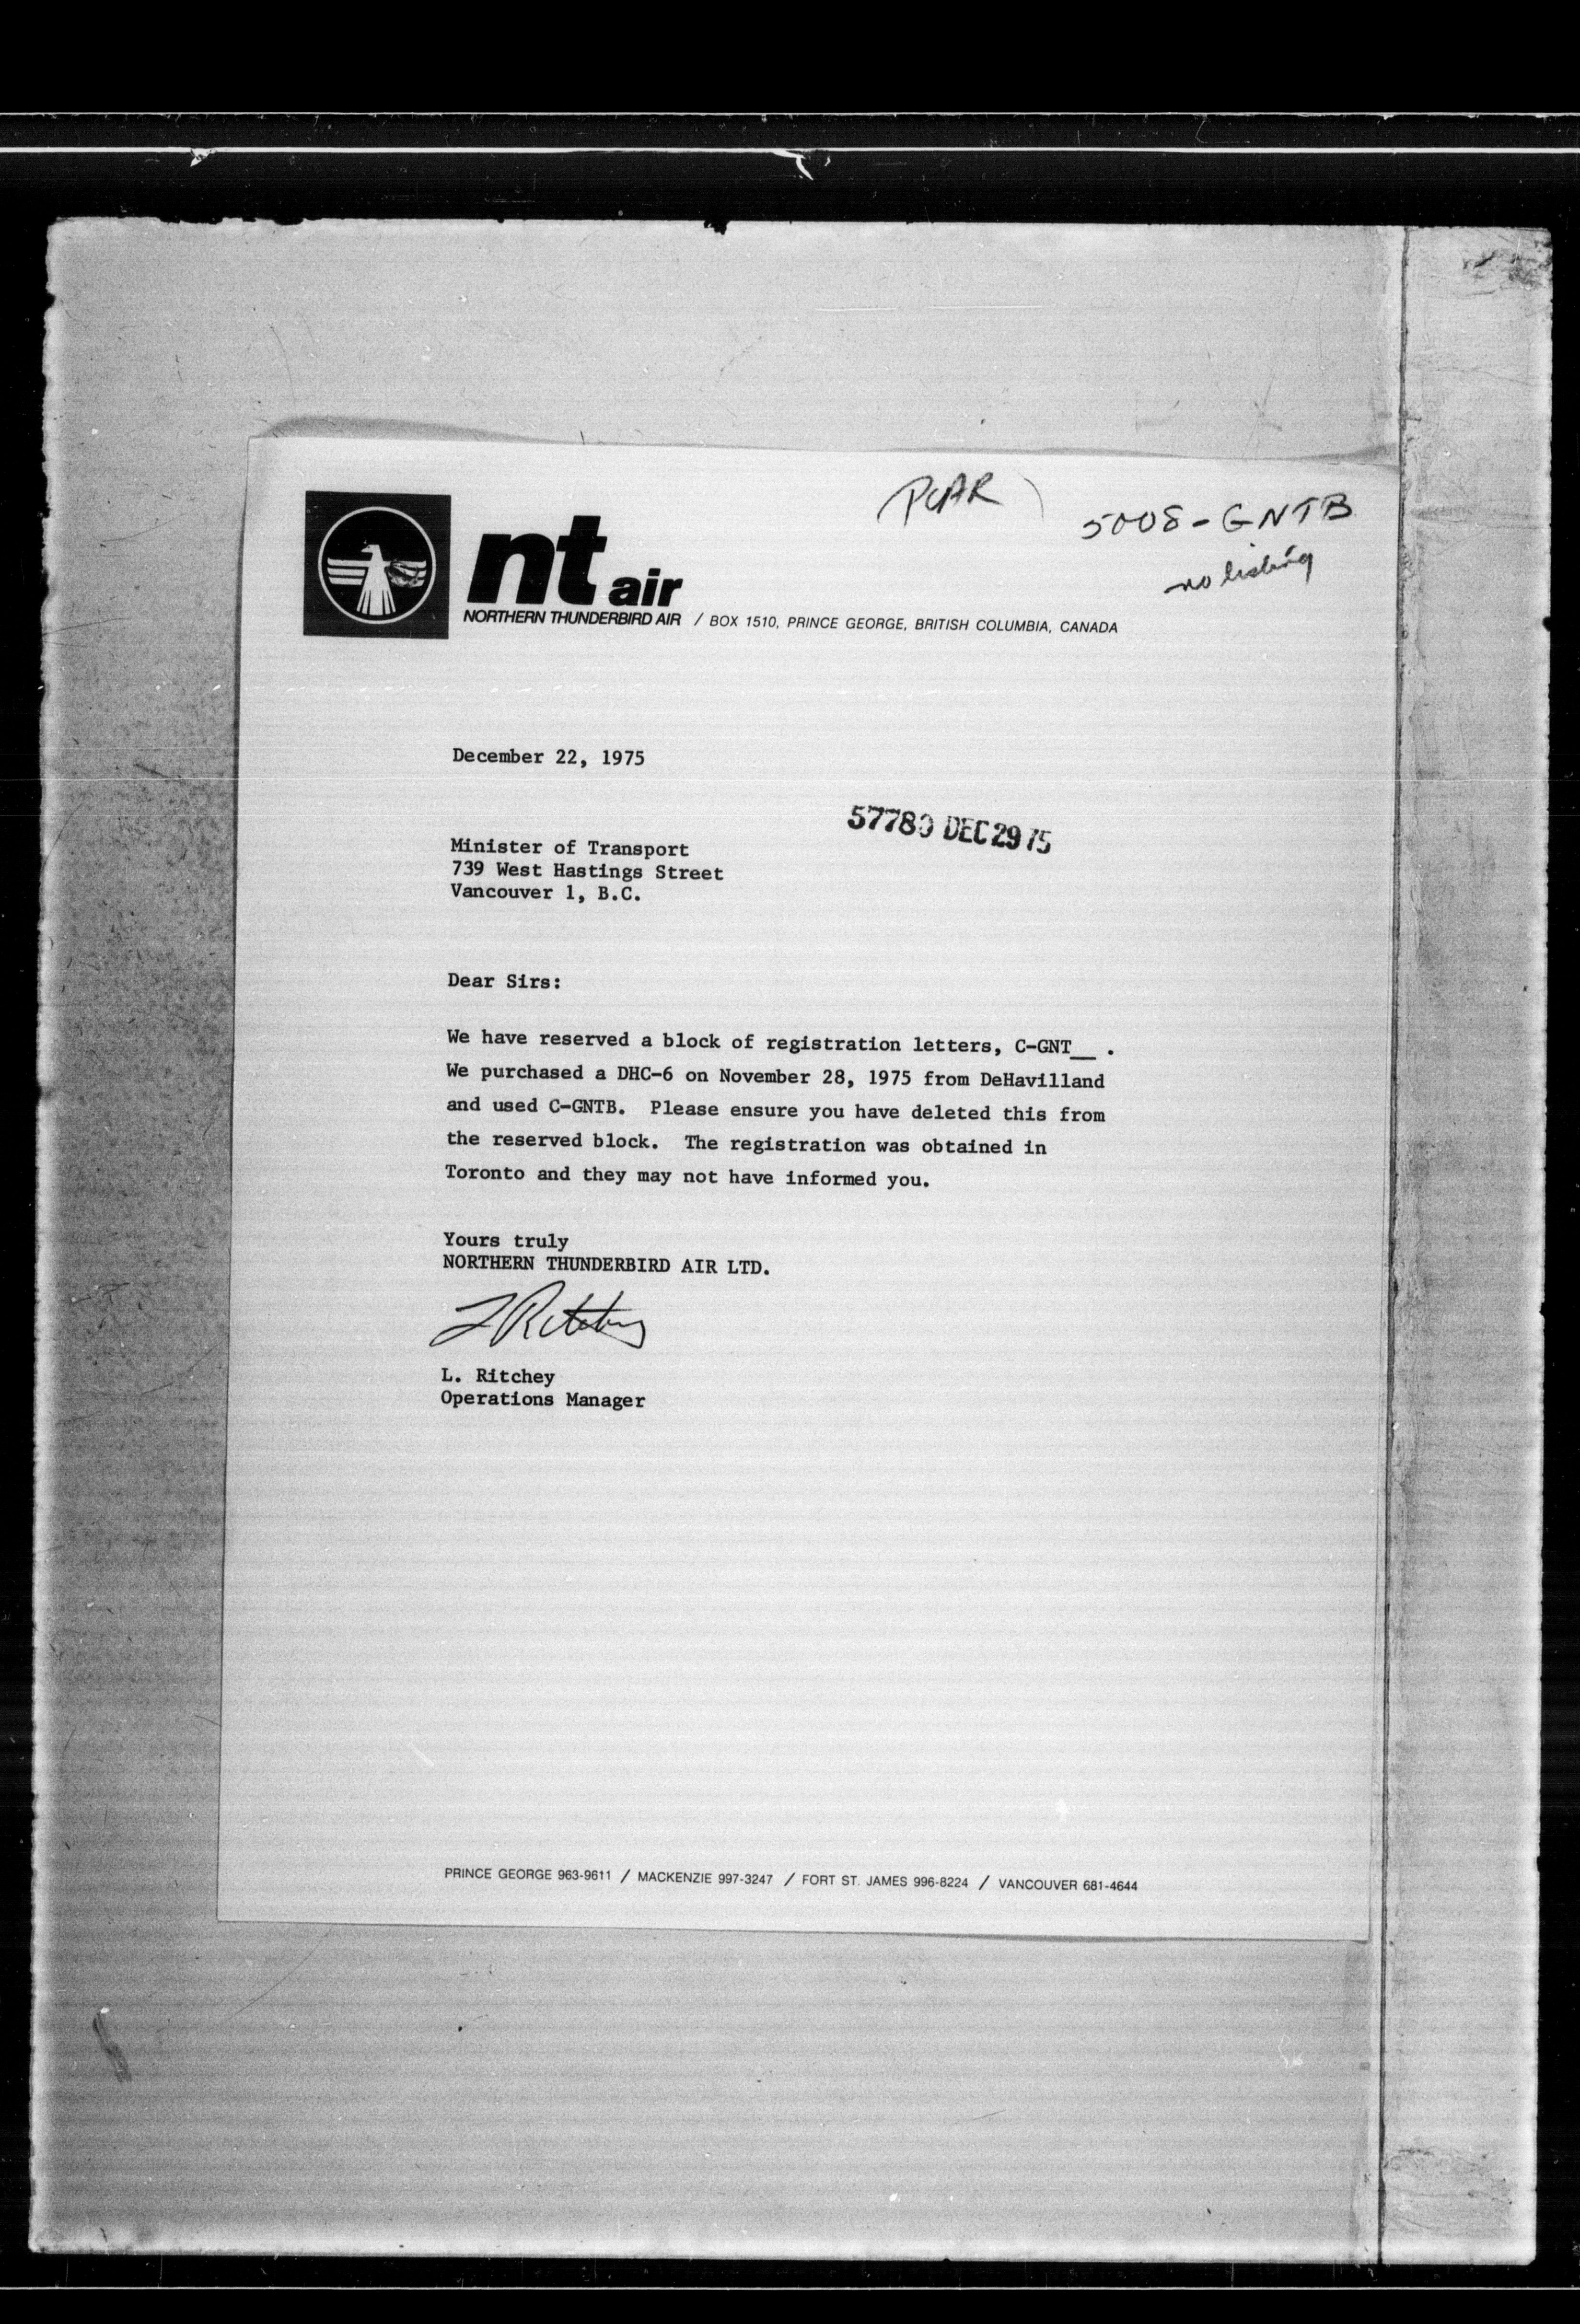 PCAR
5008-GNTB
no listing
nt air
NORTHERN THUNDERBIRD AIR / BOX 1510, PRINCE GEORGE, BRITISH COLUMBIA, CANADA
December 22, 1975
57780 DEC 29 75
Minister of Transport
739 West Hastings Street
Vancouver 1, B.C.
Dear Sirs:
We have reserved a block of registration letters, C-GNT__ .
We purchased a DHC-6 on November 28, 1975 from DeHavilland
and used C-GNTB. Please ensure you have deleted this from
the reserved block. The registration was obtained in
Toronto and they may not have informed you.
Yours truly
NORTHERN THUNDERBIRD AIR LTD.
L Ritchey
L. Ritchey
Operations Manager
PRINCE GEORGE 963-9611 / MACKENZIE 997-3247 / FORT ST. JAMES 996-8224 / VANCOUVER 681-4644